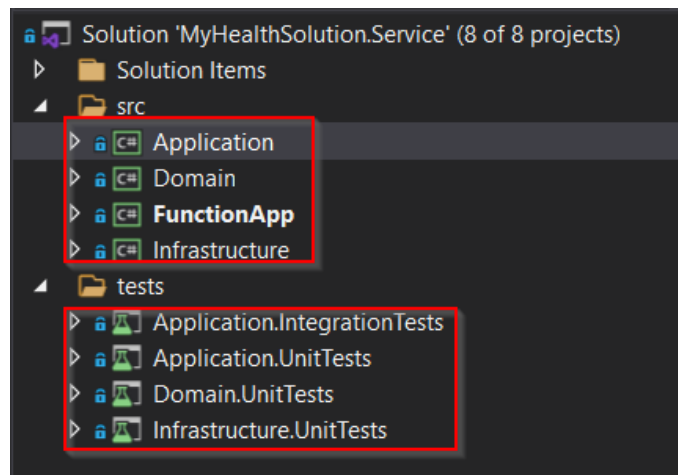 Solution 'MyHealthSolution.Service' (8 of 8 projects)
Solution Items
src
C# Application
C# Domain
C# FunctionApp
C# Infrastructure
tests
Application.IntegrationTests
Application.UnitTests
Domain.UnitTests
Infrastructure.UnitTests